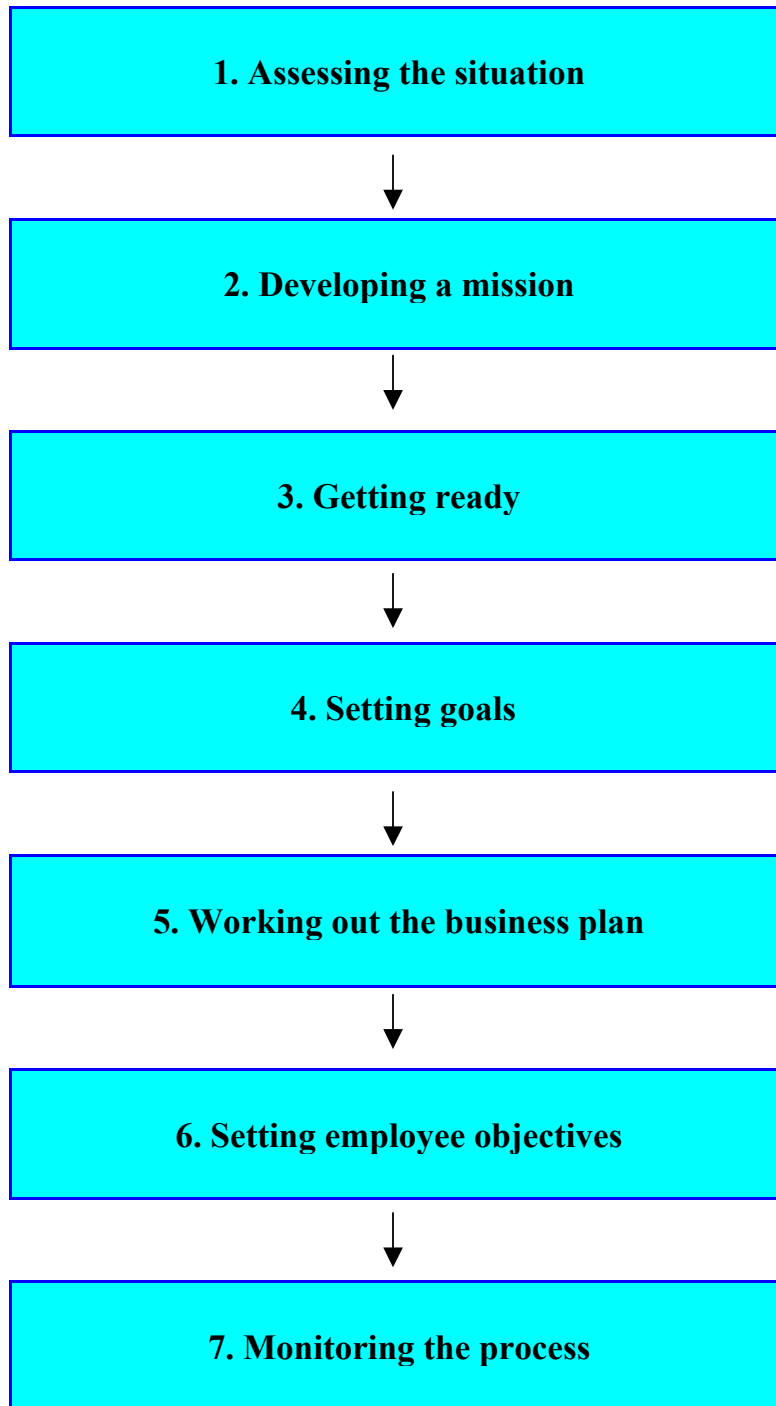 1. Assessing the situation
2. Developing a mission
3. Getting ready
4. Setting goals
5. Working out the business plan
6. Setting employee objectives
7. Monitoring the process